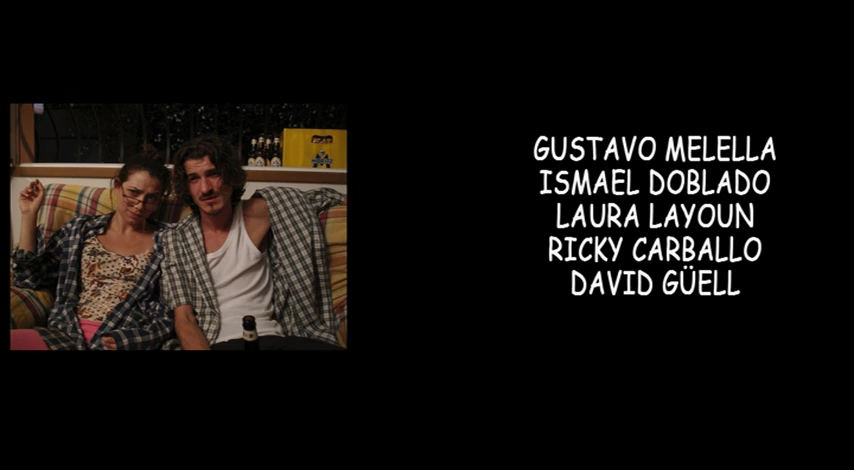 GUSTAVO MELELLA
ISMAEL DOBLADO
LAURA LAYOUN
RICKY CARBALLO
DAVID GÜELL